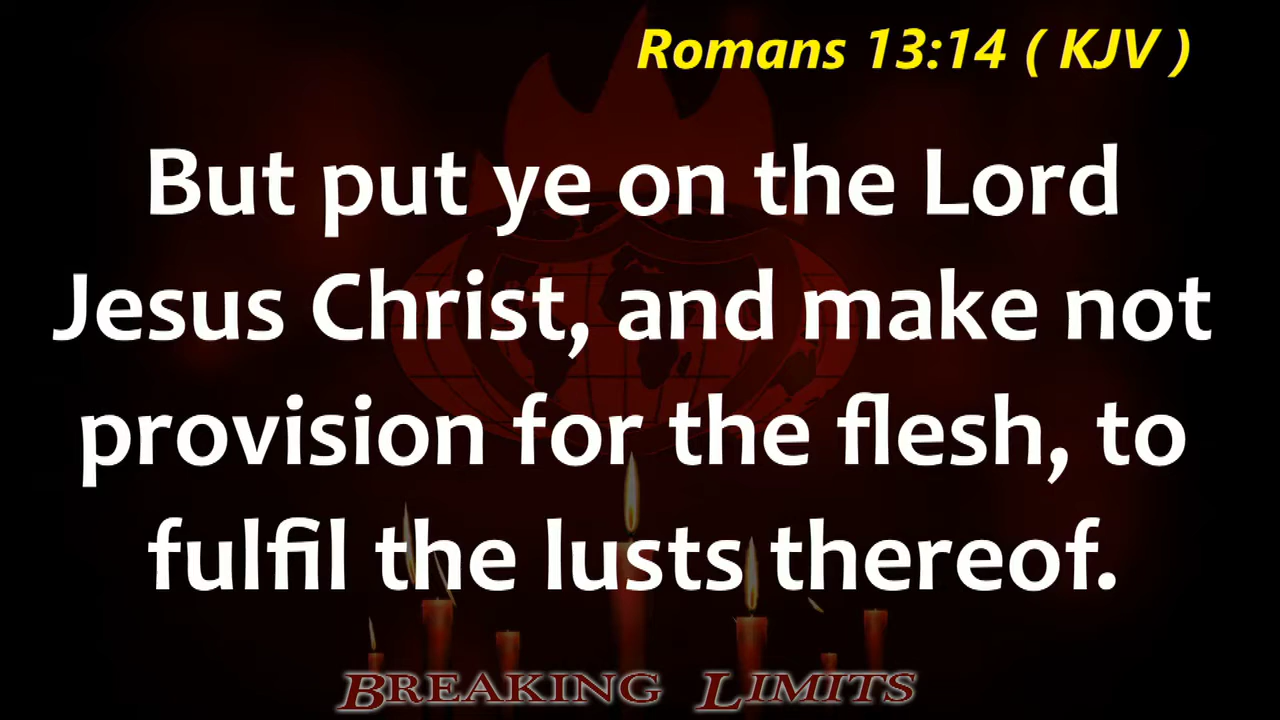 Romans 13:14 ( KJV )
But put ye on the Lord
Jesus Christ, and make not
provision for the flesh, to
fulfil the lusts thereof.
BREAKING LIMITS